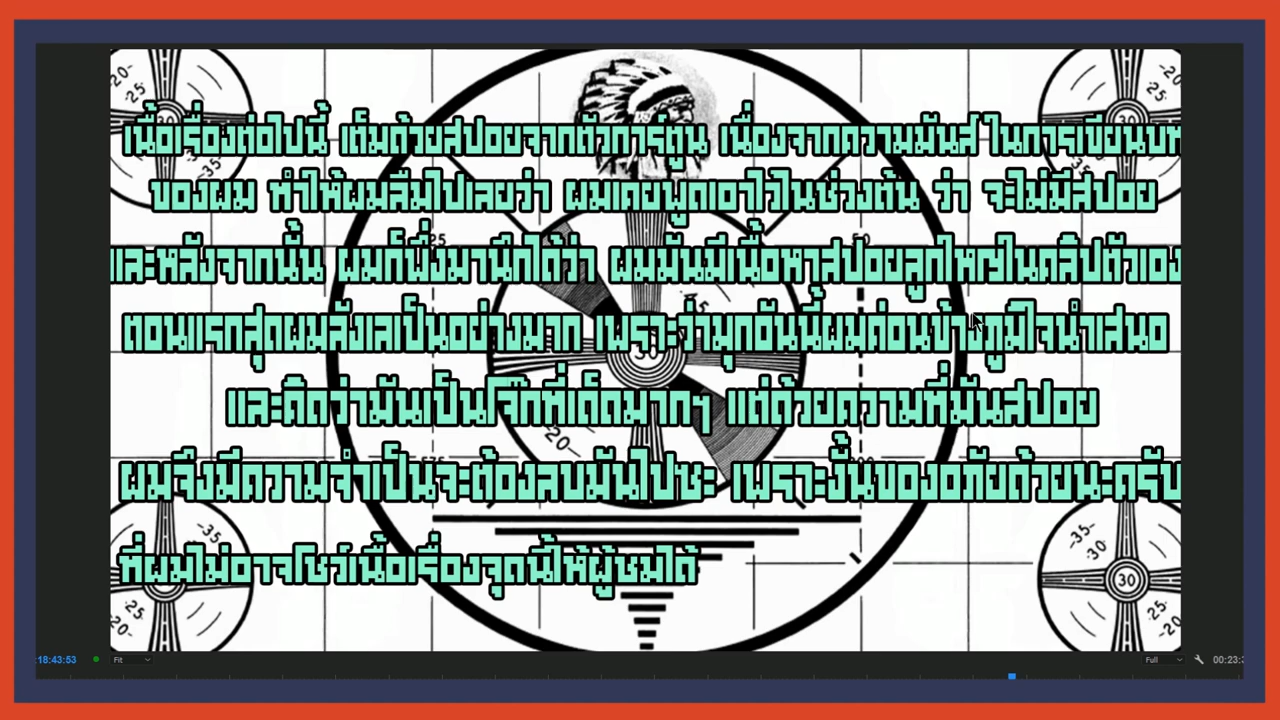 เนื้อเรื่องต่อไปนี้ เต็มด้วยสปอยจากตัวการ์ตูน เนื่องจากความมันส์ ในการเขียนบท
ของผม ทำให้ผมลืมไปเลยว่า ผมเคยพูดเอาไว้ในช่วงต้น ว่า จะไม่มีสปอย
และหลังจากนั้น ผมก็พึ่งมานึกได้ว่า ผมมันมีเนื้อหาสปอยลูกใหญ่ในคลิปตัวเอง
ตอนแรกสุดผมลังเลเป็นอย่างมาก เพราะว่ามุกอันนี้ผมค่อนข้างภูมิใจนำเสนอ
และคิดว่ามันเป็นโจ๊กที่เด็ดมากๆ แต่ด้วยความที่มันสปอย
ผมจึงมีความจำเป็นจะต้องลบมันไปซะ เพราะงั้นของอภัยด้วยนะครับ
ที่ผมไม่อาจโชว์เนื้อเรื่องจุดนี้ให้ผู้ชมได้
25 50
-20- -35- -30- 30 25
:18:43:53 Fit Full 00:23:3